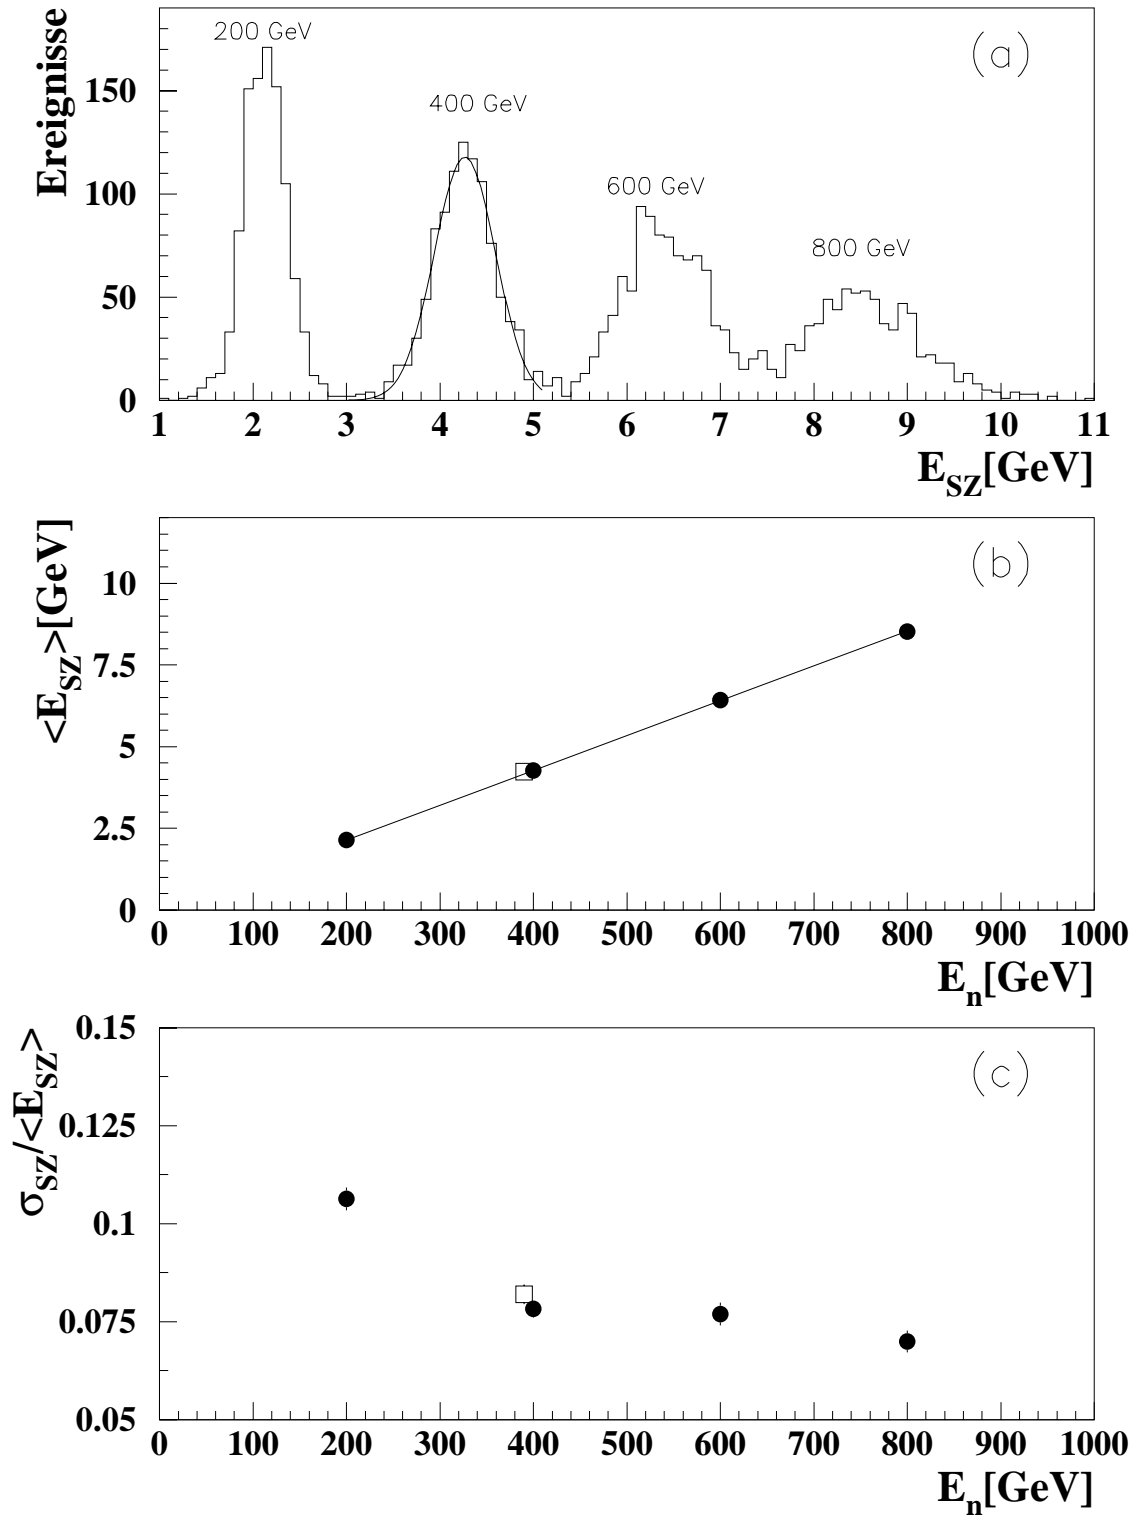 Ereignisse
(a)
200 GeV
400 GeV
600 GeV
800 GeV
150
100
50
0
1 2 3 4 5 6 7 8 9 10 11
E_SZ[GeV]
<E_SZ>[GeV]
(b)
10
7.5
5
2.5
0
0 100 200 300 400 500 600 700 800 900 1000
E_n[GeV]
σ_SZ/<E_SZ>
(c)
0.15
0.125
0.1
0.075
0.05
0 100 200 300 400 500 600 700 800 900 1000
E_n[GeV]